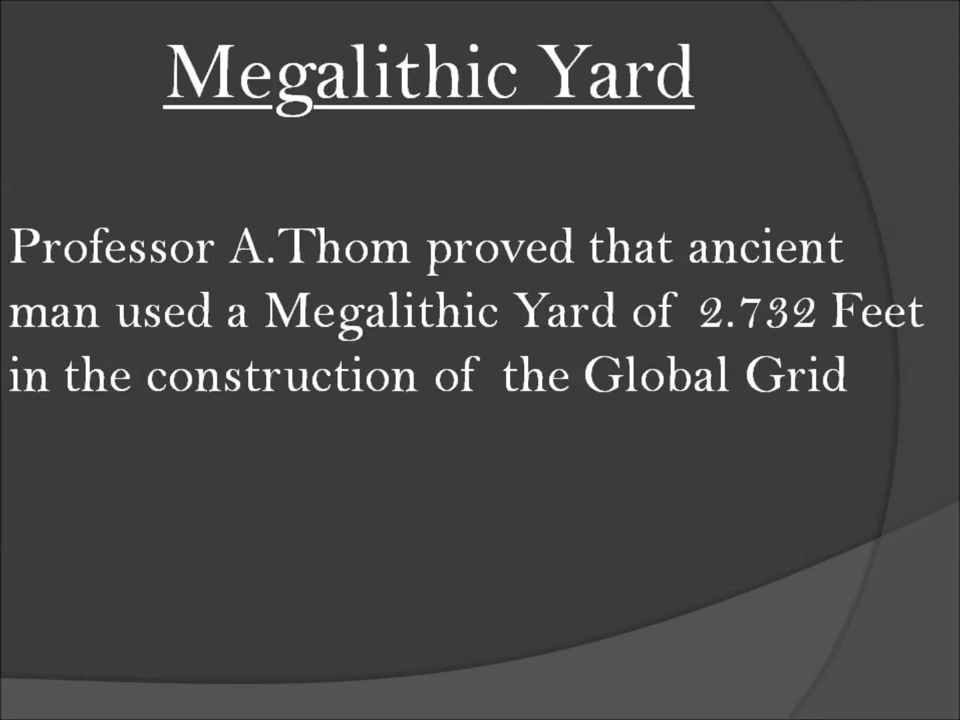 Megalithic Yard
Professor A.Thom proved that ancient
man used a Megalithic Yard of 2.732 Feet
in the construction of the Global Grid